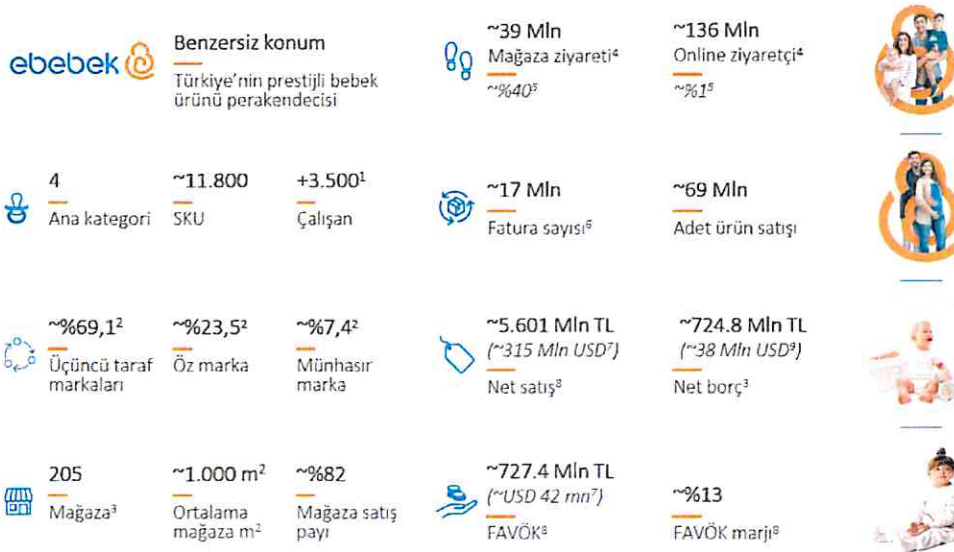 ebebek
Benzersiz konum
Türkiye'nin prestijli bebek
ürünü perakendecisi
~39 Mln
Mağaza ziyareti⁴
~%40⁵
~136 Mln
Online ziyaretçi⁴
~%1⁵
4
Ana kategori
~11.800
SKU
+3.500¹
Çalışan
~17 Mln
Fatura sayısı⁶
~69 Mln
Adet ürün satışı
~%69,1²
Üçüncü taraf
markaları
~%23,5²
Öz marka
~%7,4²
Münhasır
marka
~5.601 Mln TL
(~315 Mln USD⁷)
Net satış⁸
~724.8 Mln TL
(~38 Mln USD⁹)
Net borç³
205
Mağaza³
~1.000 m²
Ortalama
mağaza m²
~%82
Mağaza satış
payı
~727.4 Mln TL
(~USD 42 mn⁷)
FAVÖK⁸
~%13
FAVÖK marjı⁸